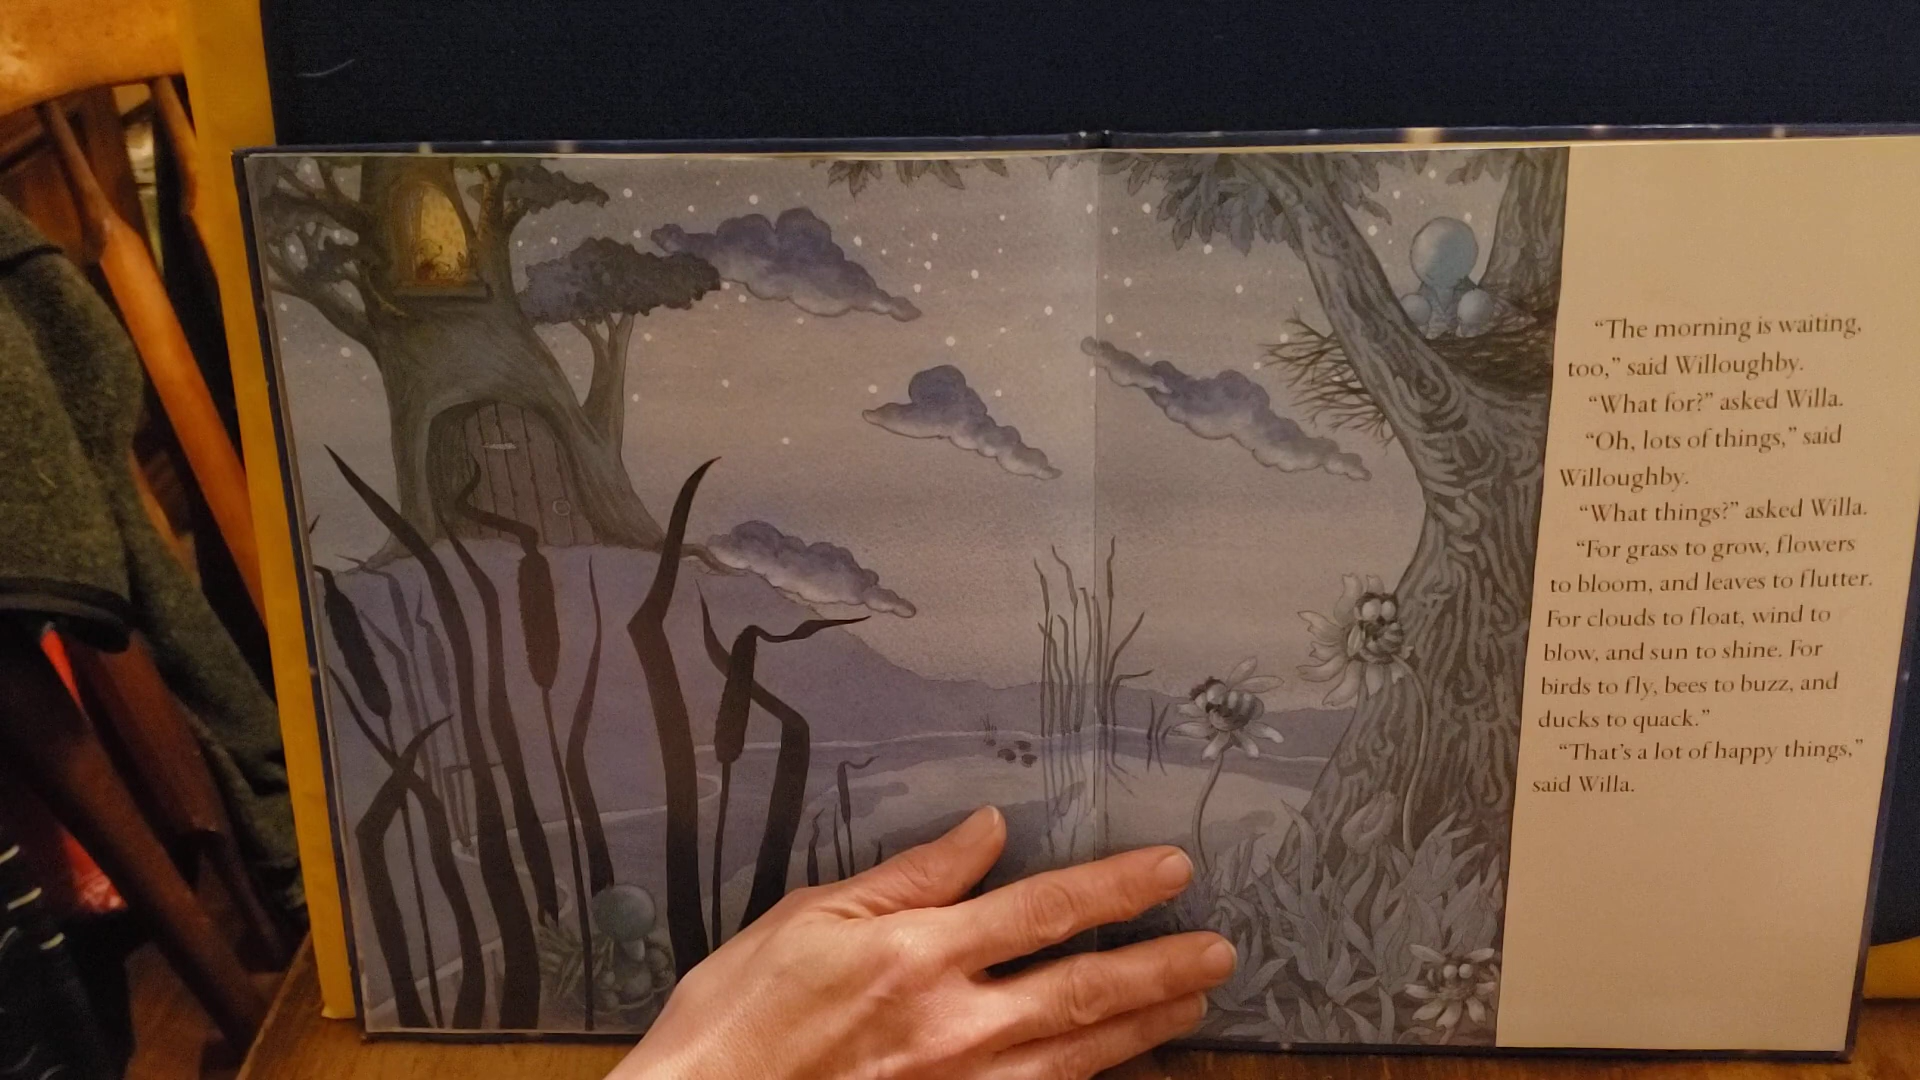 “The morning is waiting,
too,” said Willoughby.
“What for?” asked Willa.
“Oh, lots of things,” said
Willoughby.
“What things?” asked Willa.
“For grass to grow, flowers
to bloom, and leaves to flutter.
For clouds to float, wind to
blow, and sun to shine. For
birds to fly, bees to buzz, and
ducks to quack.”
“That’s a lot of happy things,”
said Willa.